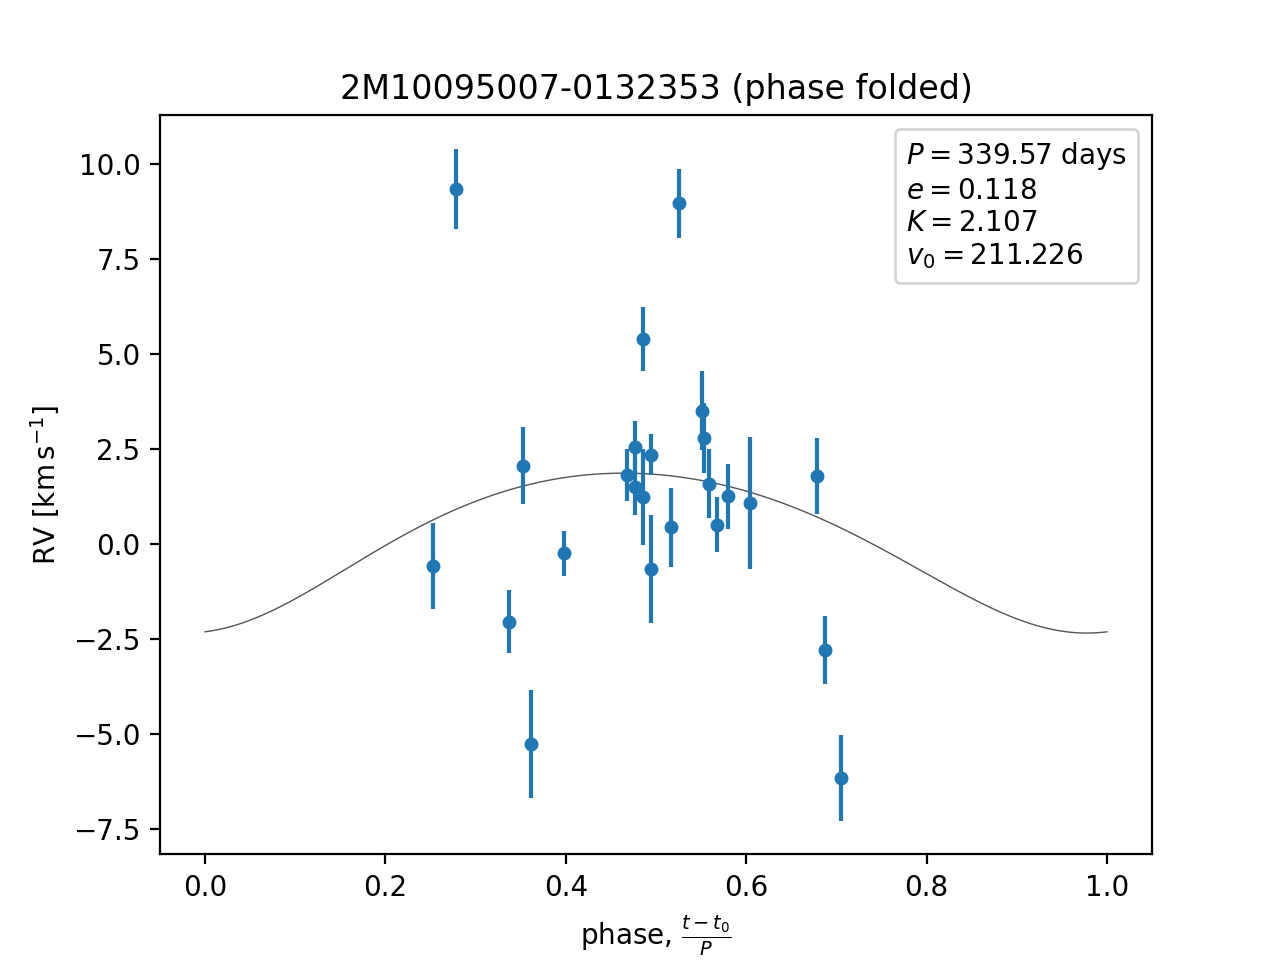 2M10095007-0132353 (phase folded)
P = 339.57 days
e = 0.118
K = 2.107
v₀ = 211.226
10.0
7.5
5.0
2.5
0.0
−2.5
−5.0
−7.5
RV [km s⁻¹]
0.0 0.2 0.4 0.6 0.8 1.0
phase, (t − t₀)/P